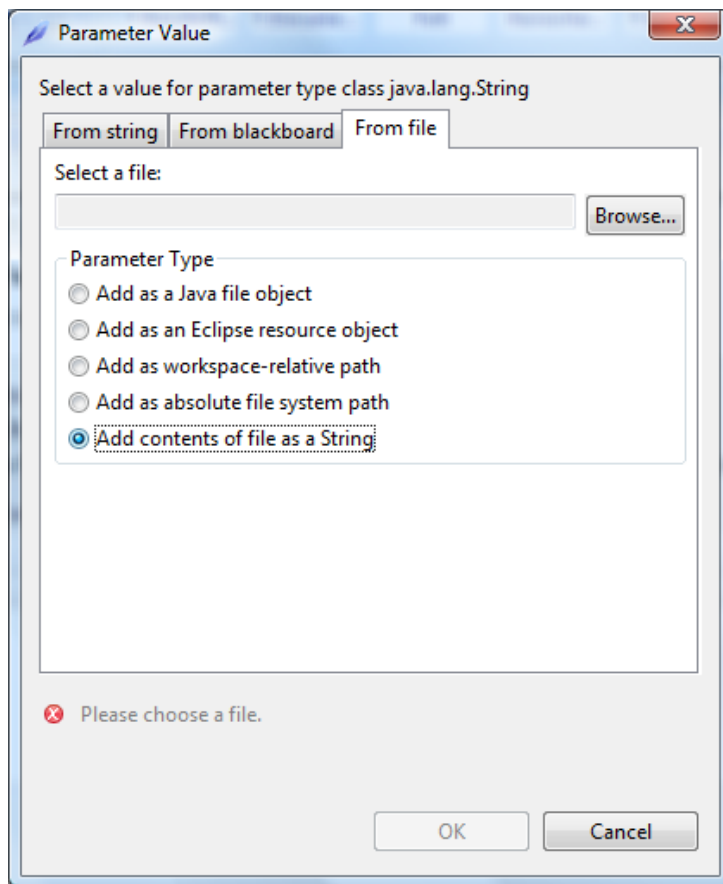 Parameter Value
Select a value for parameter type class java.lang.String
From string From blackboard From file
Select a file:
Browse...
Parameter Type
Add as a Java file object
Add as an Eclipse resource object
Add as workspace-relative path
Add as absolute file system path
Add contents of file as a String
Please choose a file.
OK Cancel